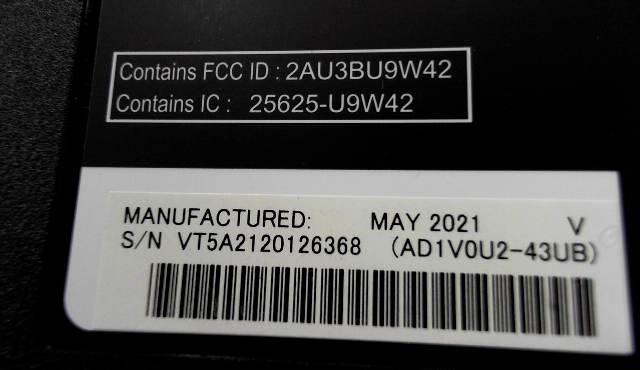 Contains FCC ID : 2AU3BU9W42
Contains IC : 25625-U9W42
MANUFACTURED: MAY 2021 V
S/N VT5A2120126368 (AD1V0U2-43UB)